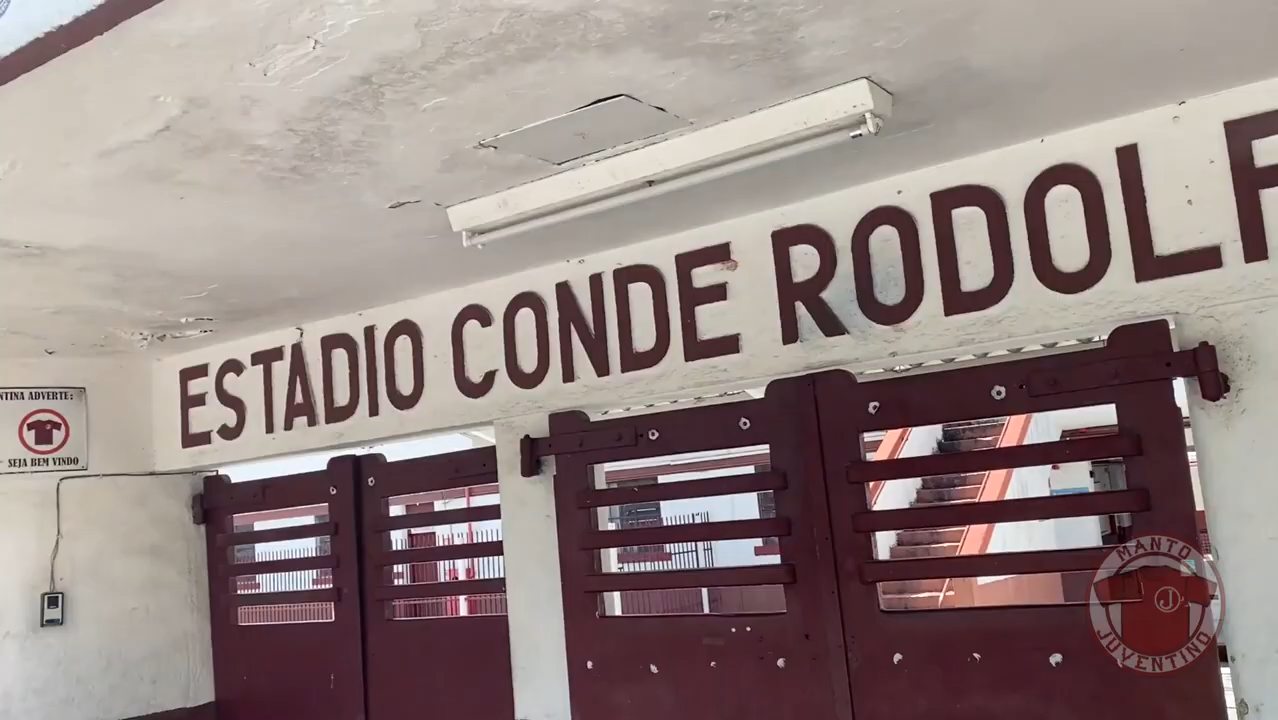 ESTADIO CONDE RODOLF
NTINA ADVERTE:
SEJA BEM VINDO
MANTO
J
JUVENTINO